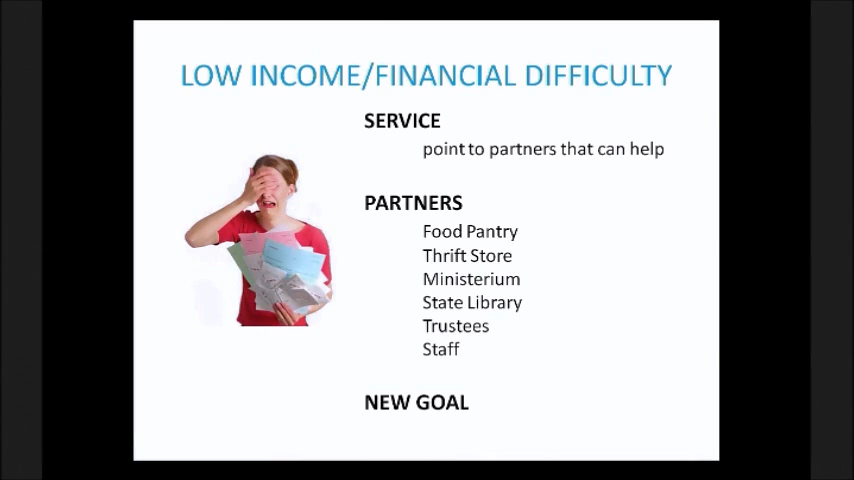 LOW INCOME/FINANCIAL DIFFICULTY
SERVICE
point to partners that can help
PARTNERS
Food Pantry
Thrift Store
Ministerium
State Library
Trustees
Staff
NEW GOAL